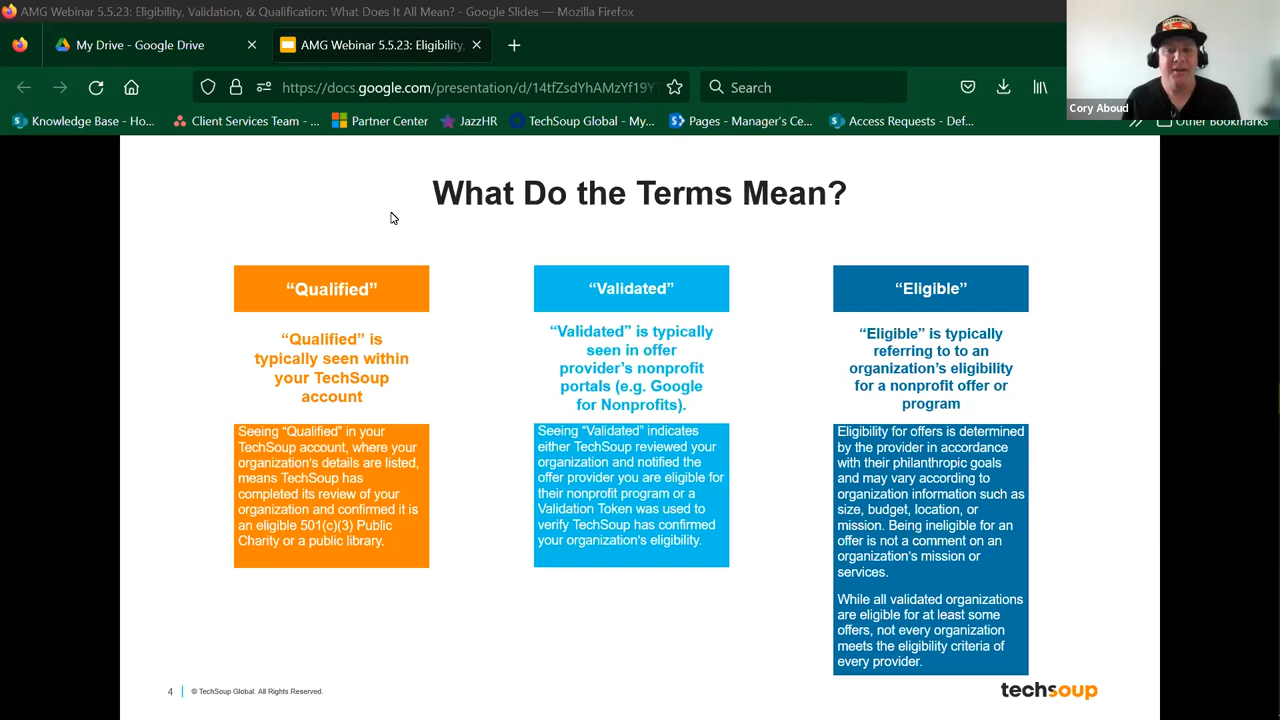 AMG Webinar 5.5.23: Eligibility, Validation, & Qualification: What Does It All Mean? - Google Slides — Mozilla Firefox
My Drive - Google Drive
AMG Webinar 5.5.23: Eligibility,
https://docs.google.com/presentation/d/14tfZsdYhAMzYf19Y
Search
Cory Aboud
Knowledge Base - Ho...
Client Services Team - ...
Partner Center
JazzHR
TechSoup Global - My...
Pages - Manager's Ce...
Access Requests - Def...
Other Bookmarks
What Do the Terms Mean?
“Qualified”
“Qualified” is
typically seen within
your TechSoup
account
Seeing “Qualified” in your
TechSoup account, where your
organization’s details are listed,
means TechSoup has
completed its review of your
organization and confirmed it is
an eligible 501(c)(3) Public
Charity or a public library.
“Validated”
“Validated” is typically
seen in offer
provider’s nonprofit
portals (e.g. Google
for Nonprofits).
Seeing “Validated” indicates
either TechSoup reviewed your
organization and notified the
offer provider you are eligible for
their nonprofit program or a
Validation Token was used to
verify TechSoup has confirmed
your organization’s eligibility.
“Eligible”
“Eligible” is typically
referring to to an
organization’s eligibility
for a nonprofit offer or
program
Eligibility for offers is determined
by the provider in accordance
with their philanthropic goals
and may vary according to
organization information such as
size, budget, location, or
mission. Being ineligible for an
offer is not a comment on an
organization’s mission or
services.
While all validated organizations
are eligible for at least some
offers, not every organization
meets the eligibility criteria of
every provider.
4
© TechSoup Global. All Rights Reserved.
techsoup